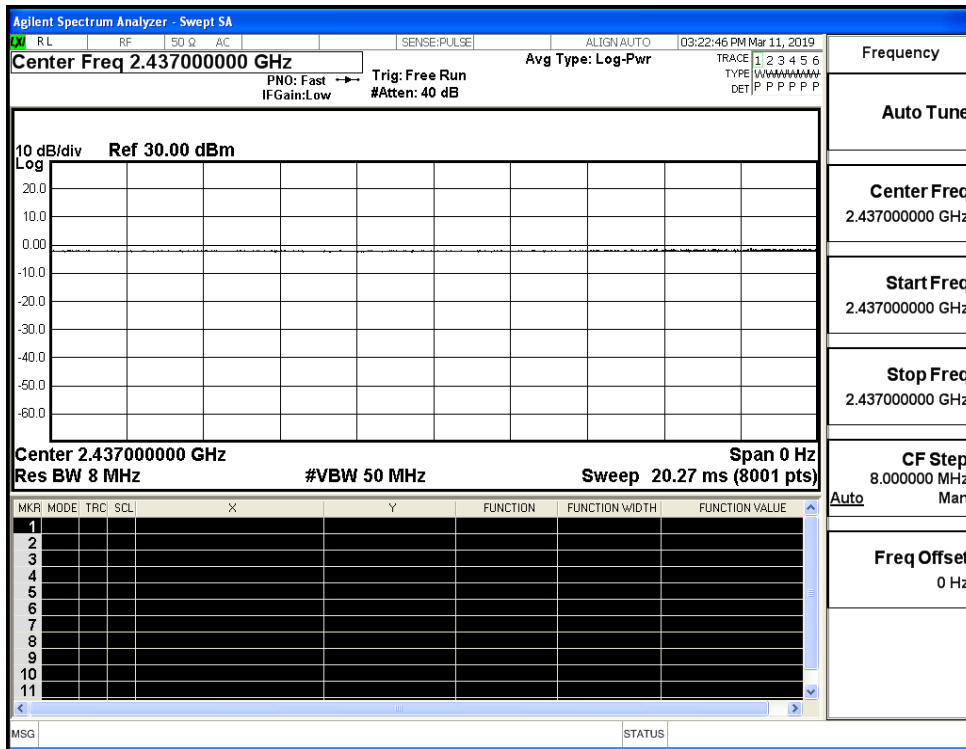 Agilent Spectrum Analyzer - Swept SA
LXI RL RF 50 Ω AC SENSE:PULSE ALIGN AUTO 03:22:46 PM Mar 11, 2019
Center Freq 2.437000000 GHz
PNO: Fast
IFGain:Low
Trig: Free Run
#Atten: 40 dB
Avg Type: Log-Pwr
TRACE 1 2 3 4 5 6
TYPE WWWWWW
DET P P P P P P
10 dB/div Ref 30.00 dBm
Log
20.0
10.0
0.00
-10.0
-20.0
-30.0
-40.0
-50.0
-60.0
Center 2.437000000 GHz Span 0 Hz
Res BW 8 MHz #VBW 50 MHz Sweep 20.27 ms (8001 pts)
MKR MODE TRC SCL X Y FUNCTION FUNCTION WIDTH FUNCTION VALUE
1
2
3
4
5
6
7
8
9
10
11
MSG STATUS
Frequency
Auto Tune
Center Freq
2.437000000 GHz
Start Freq
2.437000000 GHz
Stop Freq
2.437000000 GHz
CF Step
8.000000 MHz
Auto Man
Freq Offset
0 Hz